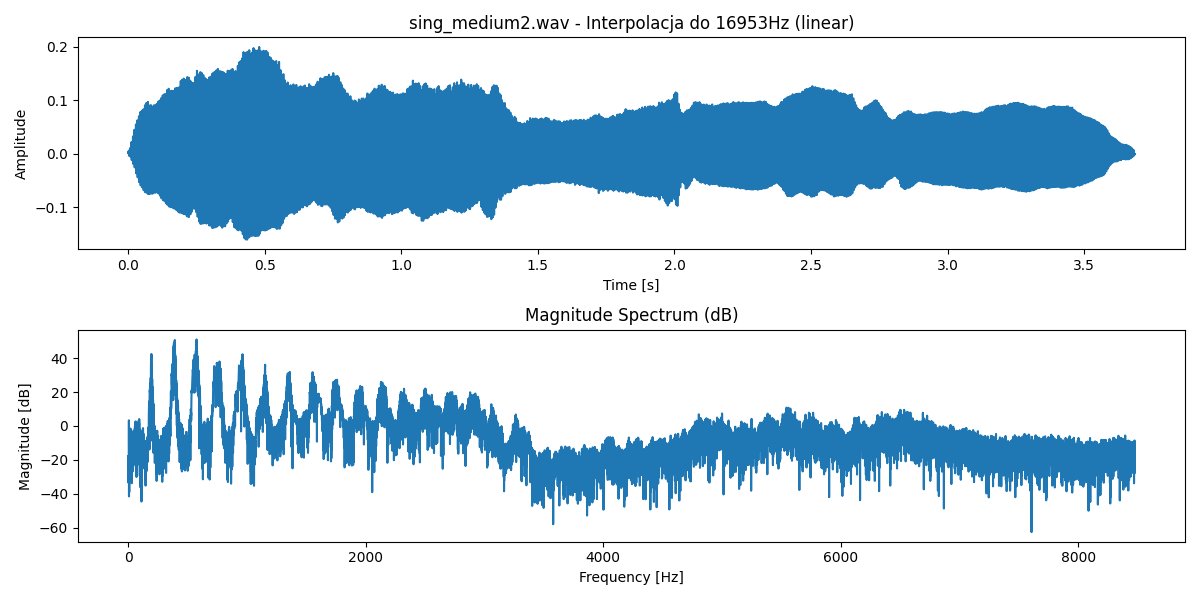 sing_medium2.wav - Interpolacja do 16953Hz (linear)
0.2
0.1
0.0
−0.1
Amplitude
0.0 0.5 1.0 1.5 2.0 2.5 3.0 3.5
Time [s]
Magnitude Spectrum (dB)
40
20
0
−20
−40
−60
Magnitude [dB]
0 2000 4000 6000 8000
Frequency [Hz]